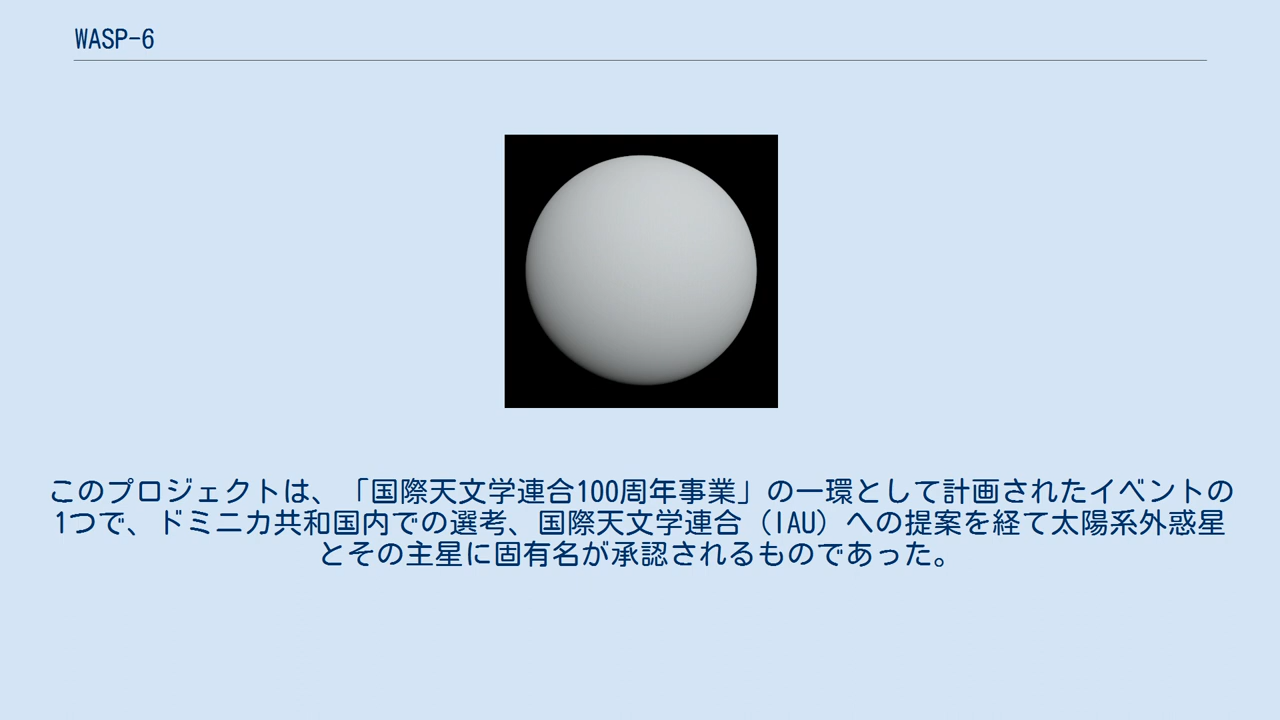 WASP-6
このプロジェクトは、「国際天文学連合100周年事業」の一環として計画されたイベントの
1つで、ドミニカ共和国内での選考、国際天文学連合（IAU）への提案を経て太陽系外惑星
とその主星に固有名が承認されるものであった。